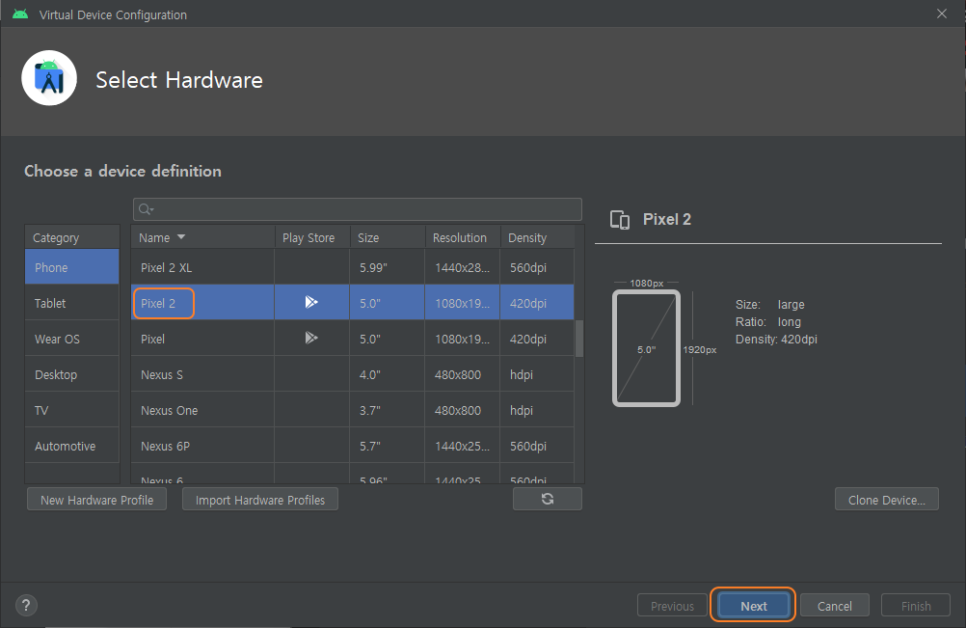 Virtual Device Configuration
Select Hardware
Choose a device definition
Category
Phone
Tablet
Wear OS
Desktop
TV
Automotive
Name Play Store Size Resolution Density
Pixel 2 XL 5.99" 1440x28... 560dpi
Pixel 2 5.0" 1080x19... 420dpi
Pixel 5.0" 1080x19... 420dpi
Nexus S 4.0" 480x800 hdpi
Nexus One 3.7" 480x800 hdpi
Nexus 6P 5.7" 1440x25... 560dpi
Nexus 6 5.96" 1440x25... 560dpi
New Hardware Profile Import Hardware Profiles
Pixel 2
1080px
5.0"
1920px
Size: large
Ratio: long
Density: 420dpi
Clone Device...
? Previous Next Cancel Finish